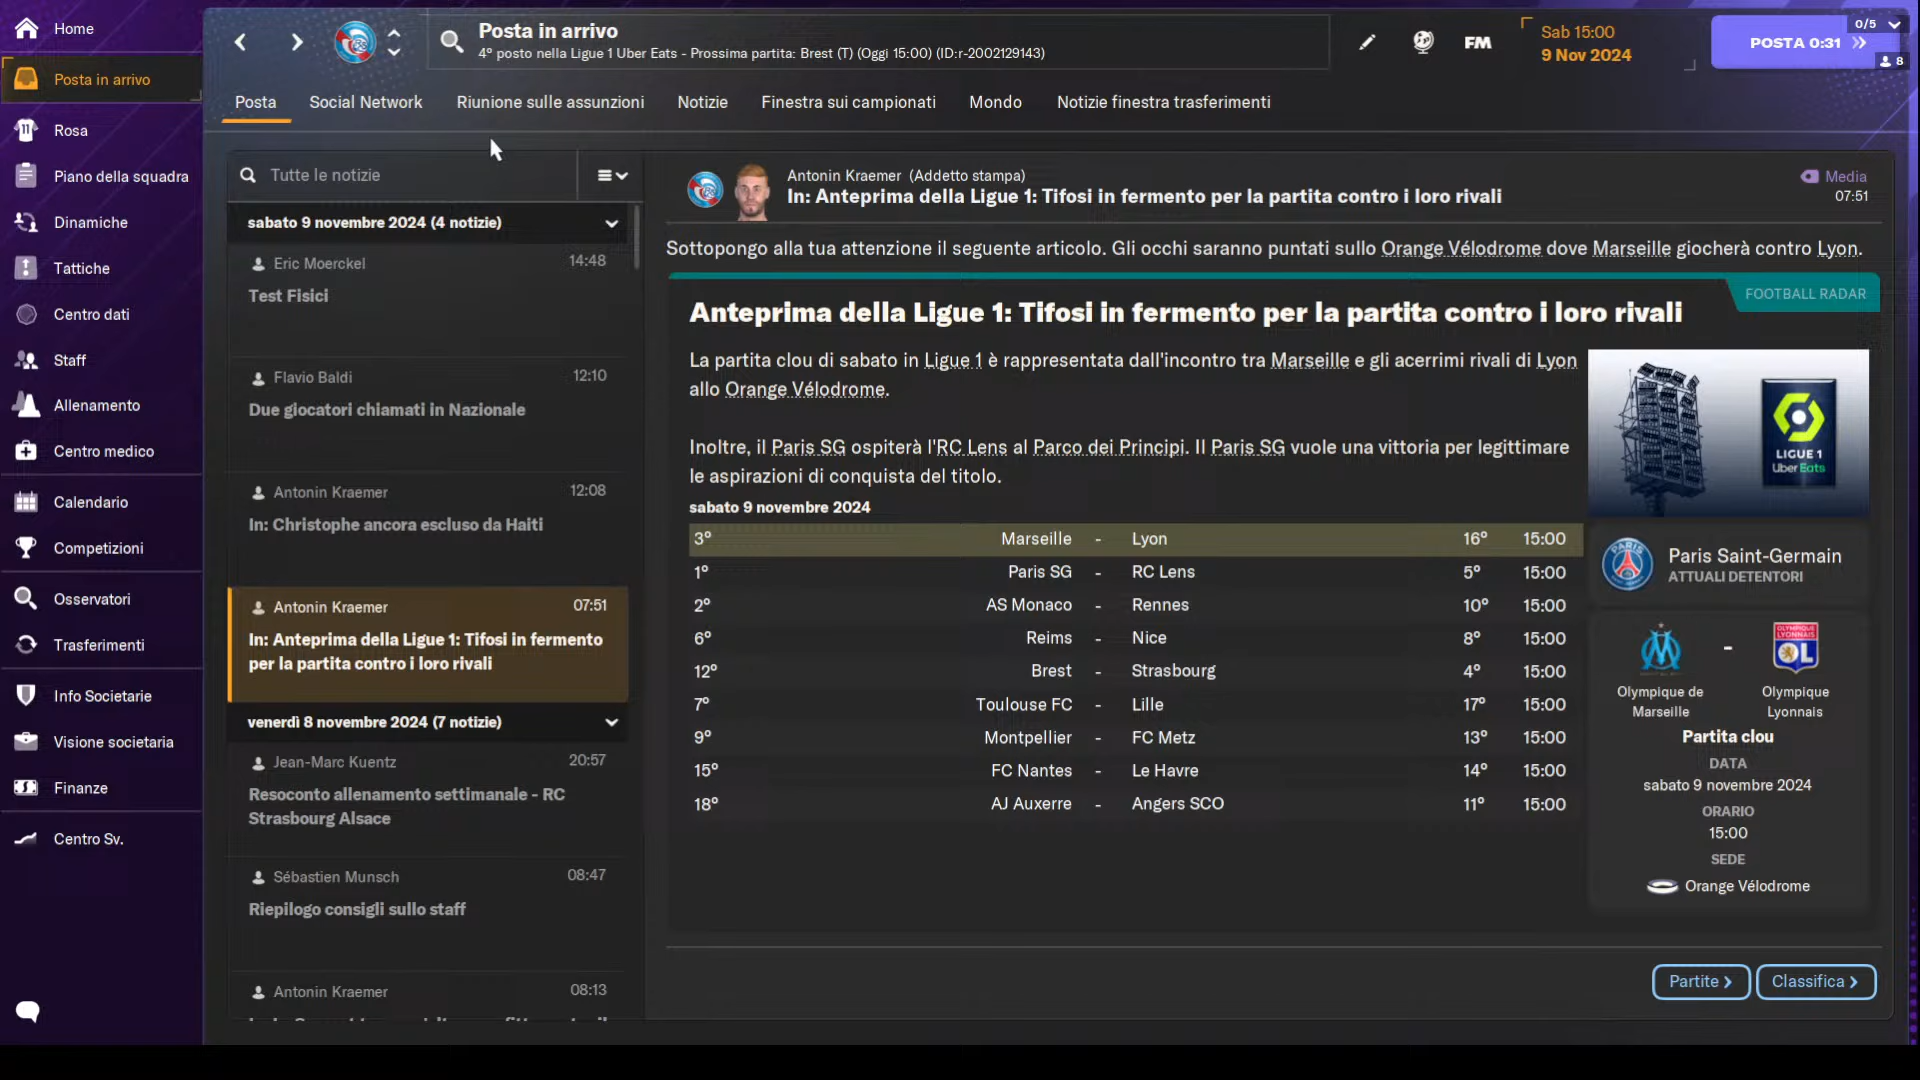 Home
Posta in arrivo
Rosa
Piano della squadra
Dinamiche
Tattiche
Centro dati
Staff
Allenamento
Centro medico
Calendario
Competizioni
Osservatori
Trasferimenti
Info Societarie
Visione societaria
Finanze
Centro Sv.
Posta in arrivo
4° posto nella Ligue 1 Uber Eats - Prossima partita: Brest (T) (Oggi 15:00) (ID:r-2002129143)
FM
Sab 15:00
9 Nov 2024
POSTA 0:31
0/5
8
Posta Social Network Riunione sulle assunzioni Notizie Finestra sui campionati Mondo Notizie finestra trasferimenti
Tutte le notizie
sabato 9 novembre 2024 (4 notizie)
Eric Moerckel 14:48
Test Fisici
Flavio Baldi 12:10
Due giocatori chiamati in Nazionale
Antonin Kraemer 12:08
In: Christophe ancora escluso da Haiti
Antonin Kraemer 07:51
In: Anteprima della Ligue 1: Tifosi in fermento
per la partita contro i loro rivali
venerdì 8 novembre 2024 (7 notizie)
Jean-Marc Kuentz 20:57
Resoconto allenamento settimanale - RC
Strasbourg Alsace
Sébastien Munsch 08:47
Riepilogo consigli sullo staff
Antonin Kraemer 08:13
Antonin Kraemer (Addetto stampa)
In: Anteprima della Ligue 1: Tifosi in fermento per la partita contro i loro rivali
Media
07:51
Sottopongo alla tua attenzione il seguente articolo. Gli occhi saranno puntati sullo Orange Vélodrome dove Marseille giocherà contro Lyon.
FOOTBALL RADAR
Anteprima della Ligue 1: Tifosi in fermento per la partita contro i loro rivali
La partita clou di sabato in Ligue 1 è rappresentata dall'incontro tra Marseille e gli acerrimi rivali di Lyon
allo Orange Vélodrome.
Inoltre, il Paris SG ospiterà l'RC Lens al Parco dei Principi. Il Paris SG vuole una vittoria per legittimare
le aspirazioni di conquista del titolo.
sabato 9 novembre 2024
3° Marseille - Lyon 16° 15:00
1° Paris SG - RC Lens 5° 15:00
2° AS Monaco - Rennes 10° 15:00
6° Reims - Nice 8° 15:00
12° Brest - Strasbourg 4° 15:00
7° Toulouse FC - Lille 17° 15:00
9° Montpellier - FC Metz 13° 15:00
15° FC Nantes - Le Havre 14° 15:00
18° AJ Auxerre - Angers SCO 11° 15:00
LIGUE 1
Uber Eats
Paris Saint-Germain
ATTUALI DETENTORI
-
Olympique de
Marseille
Olympique
Lyonnais
Partita clou
DATA
sabato 9 novembre 2024
ORARIO
15:00
SEDE
Orange Vélodrome
Partite
Classifica